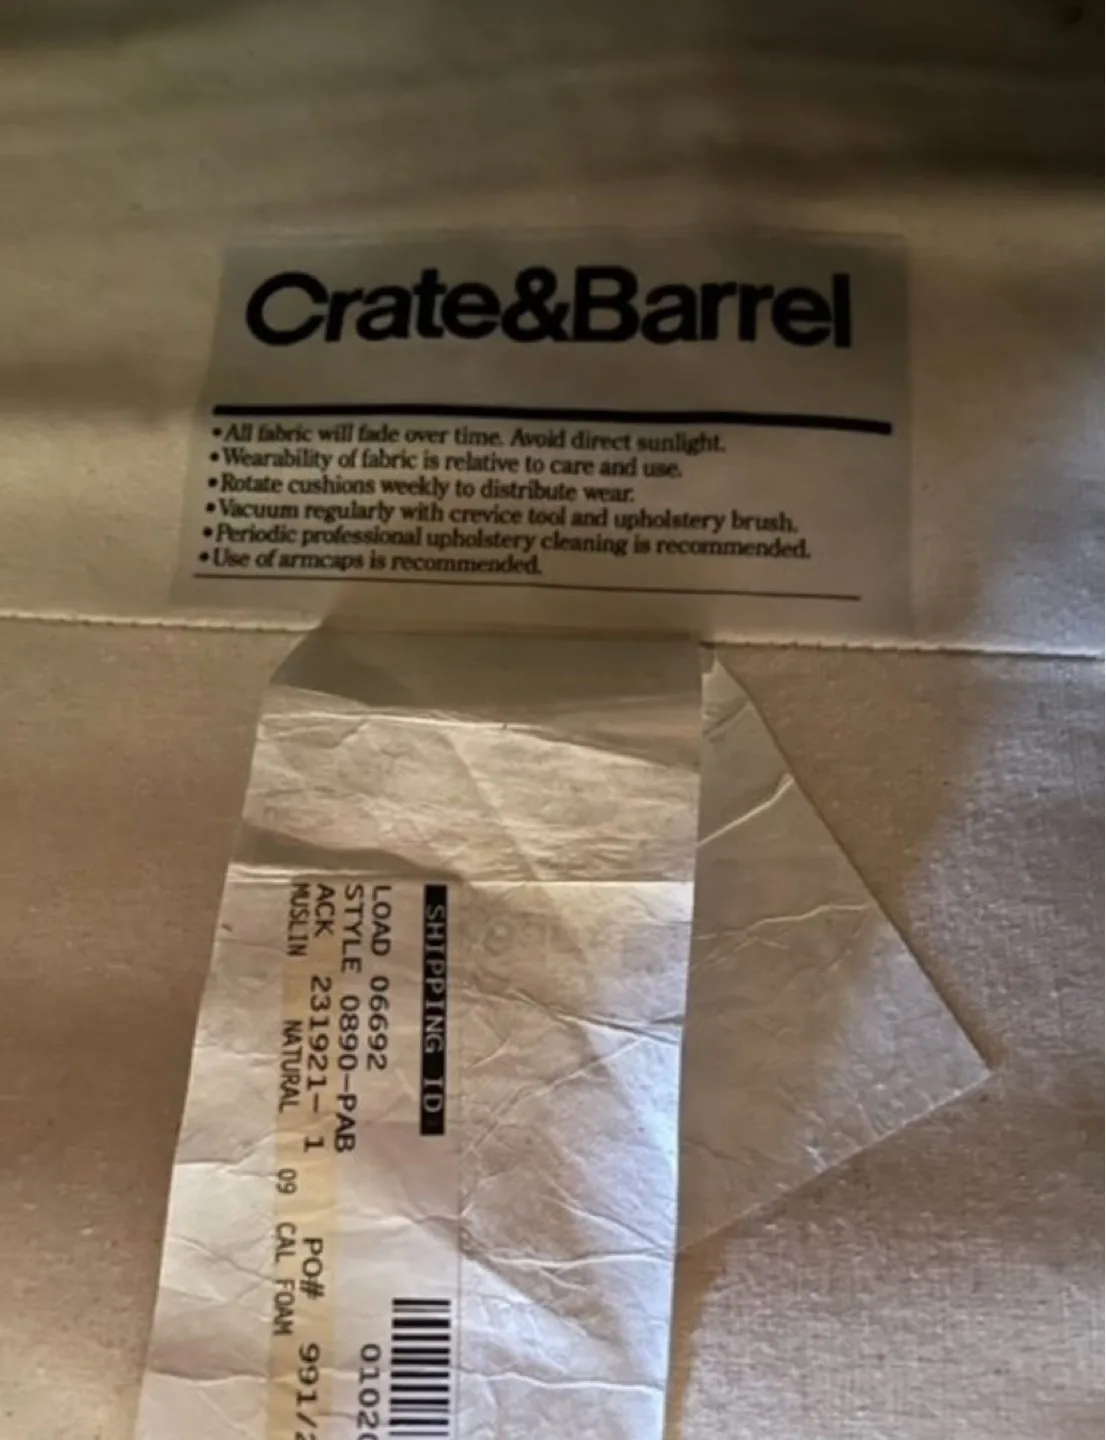 Crate&Barrel
• All fabric will fade over time. Avoid direct sunlight.
• Wearability of fabric is relative to care and use.
• Rotate cushions weekly to distribute wear.
• Vacuum regularly with crevice tool and upholstery brush.
• Periodic professional upholstery cleaning is recommended.
• Use of armcaps is recommended.
SHIPPING ID
LOAD 06692
STYLE 0890-PAB
ACK 231921- 1 PO# 991/2
MUSLIN NATURAL 09 CAL FOAM
0102